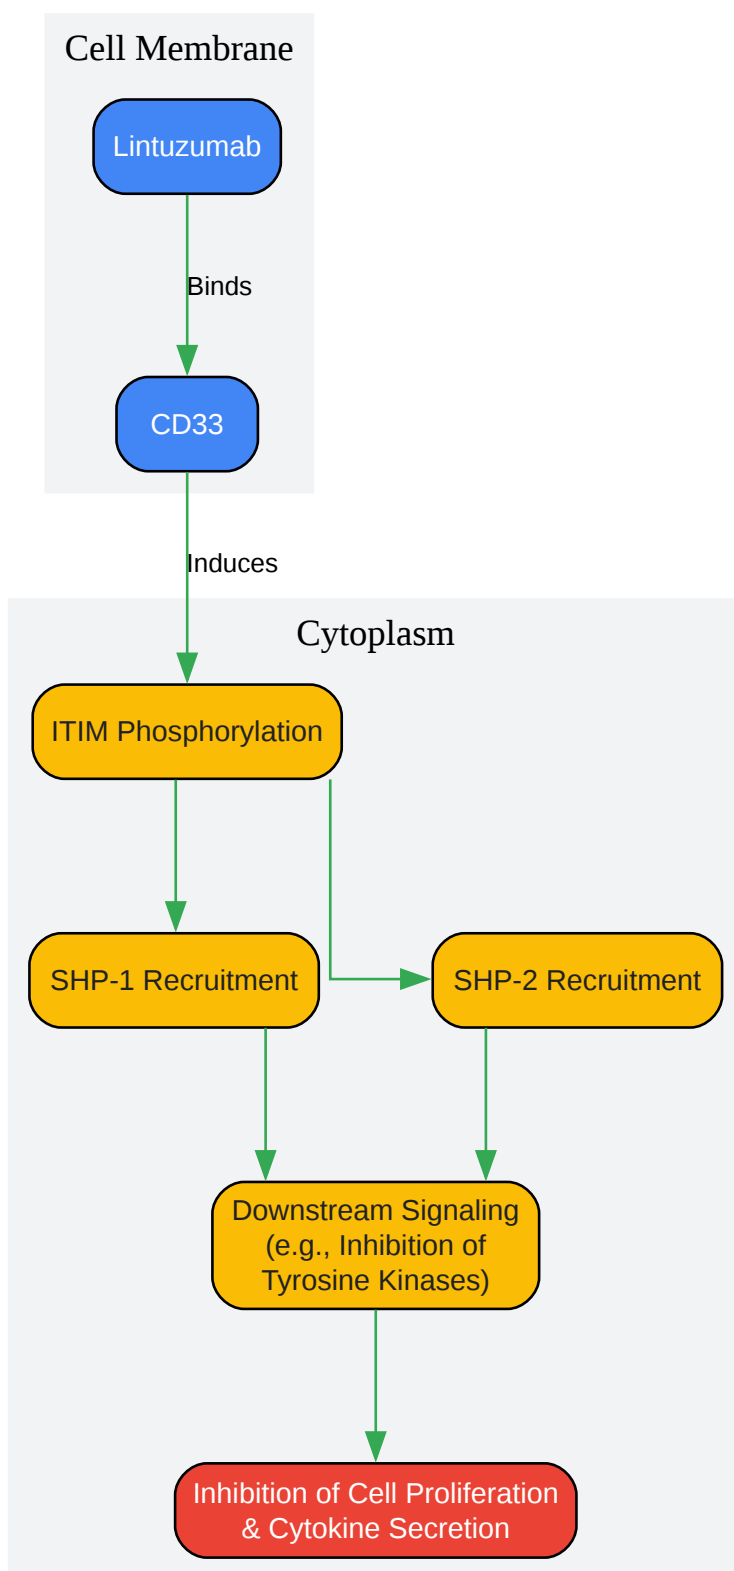 Cell Membrane
Lintuzumab
Binds
CD33
Induces
Cytoplasm
ITIM Phosphorylation
SHP-1 Recruitment
SHP-2 Recruitment
Downstream Signaling
(e.g., Inhibition of
Tyrosine Kinases)
Inhibition of Cell Proliferation
& Cytokine Secretion